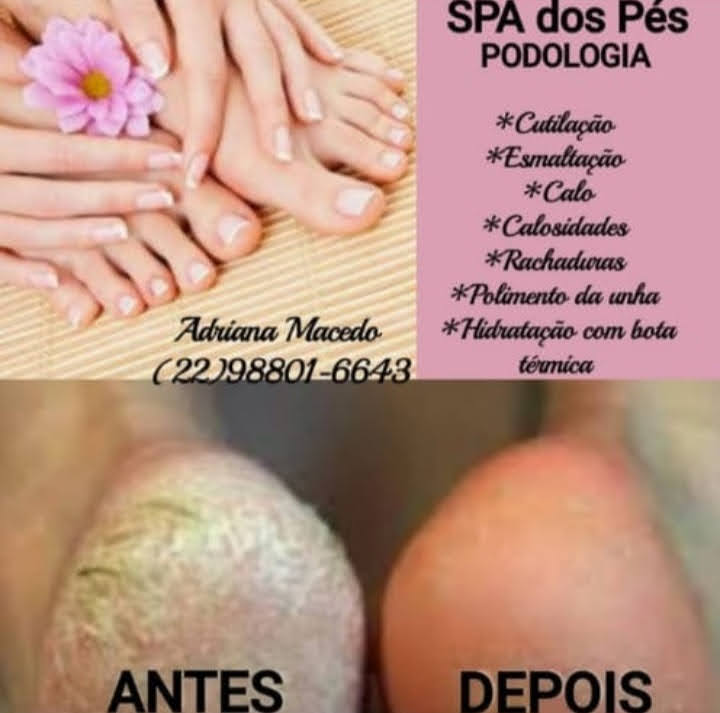 SPA dos Pés
PODOLOGIA
*Cutilação
*Esmaltação
*Calo
*Calosidades
*Rachaduras
*Polimento da unha
*Hidratação com bota
térmica
Adriana Macedo
(22)98801-6643
ANTES
DEPOIS